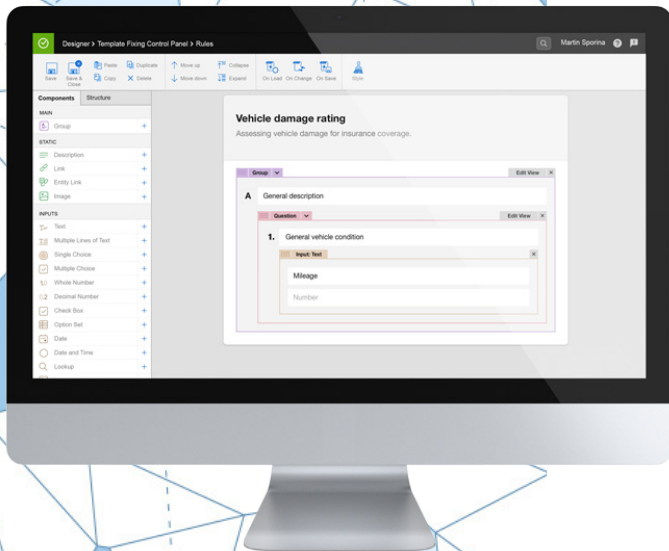 Designer > Template Fixing Control Panel > Rules
Martin Sporina
Save
Save & Close
Paste
Copy
Duplicate
Delete
Move up
Move down
Collapse
Expand
On Load
On Change
On Save
Style
Components
Structure
MAIN
Group
STATIC
Description
Link
Entity Link
Image
INPUTS
Text
Multiple Lines of Text
Single Choice
Multiple Choise
Whole Number
Decomal Number
Check Box
Option Set
Date
Date and Time
Lookup
Vehicle damage rating
Assessing vehicle damage for insurance coverage.
Group
Edit View
A General description
Question
Edit View
1. General vehicle condition
Input: Text
Mileage
Number